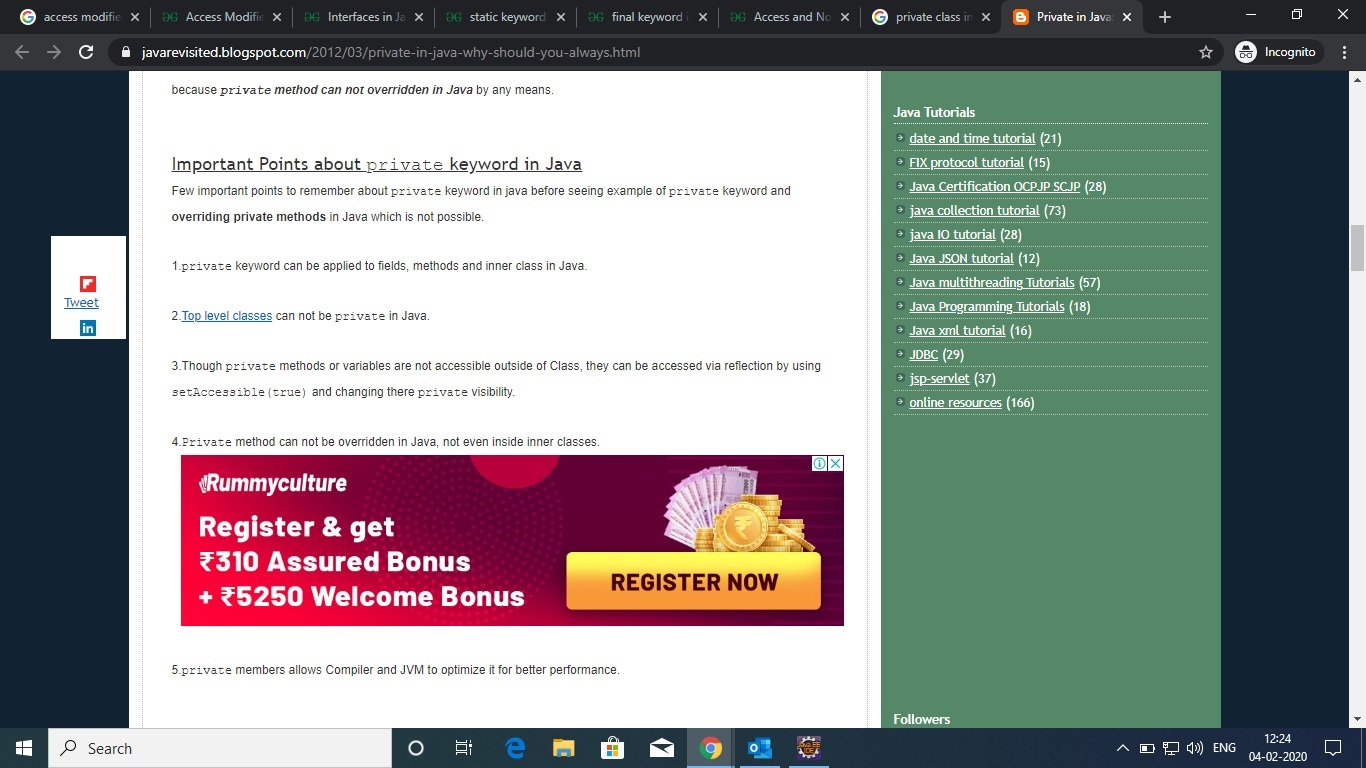 access modifie
Access Modifie
Interfaces in Ja
static keyword
final keyword i
Access and No
private class in
Private in Java:
javarevisited.blogspot.com/2012/03/private-in-java-why-should-you-always.html
Incognito
because private method can not overridden in Java by any means.
Important Points about private keyword in Java
Few important points to remember about private keyword in java before seeing example of private keyword and
overriding private methods in Java which is not possible.
1.private keyword can be applied to fields, methods and inner class in Java.
2.Top level classes can not be private in Java.
3.Though private methods or variables are not accessible outside of Class, they can be accessed via reflection by using
setAccessible(true) and changing there private visibility.
4.Private method can not be overridden in Java, not even inside inner classes.
Rummyculture
Register & get
₹310 Assured Bonus
+ ₹5250 Welcome Bonus
REGISTER NOW
5.private members allows Compiler and JVM to optimize it for better performance.
Tweet
in
Java Tutorials
date and time tutorial (21)
FIX protocol tutorial (15)
Java Certification OCPJP SCJP (28)
java collection tutorial (73)
java IO tutorial (28)
Java JSON tutorial (12)
Java multithreading Tutorials (57)
Java Programming Tutorials (18)
Java xml tutorial (16)
JDBC (29)
jsp-servlet (37)
online resources (166)
Followers
Search
Java EE
IDE
ENG
12:24
04-02-2020